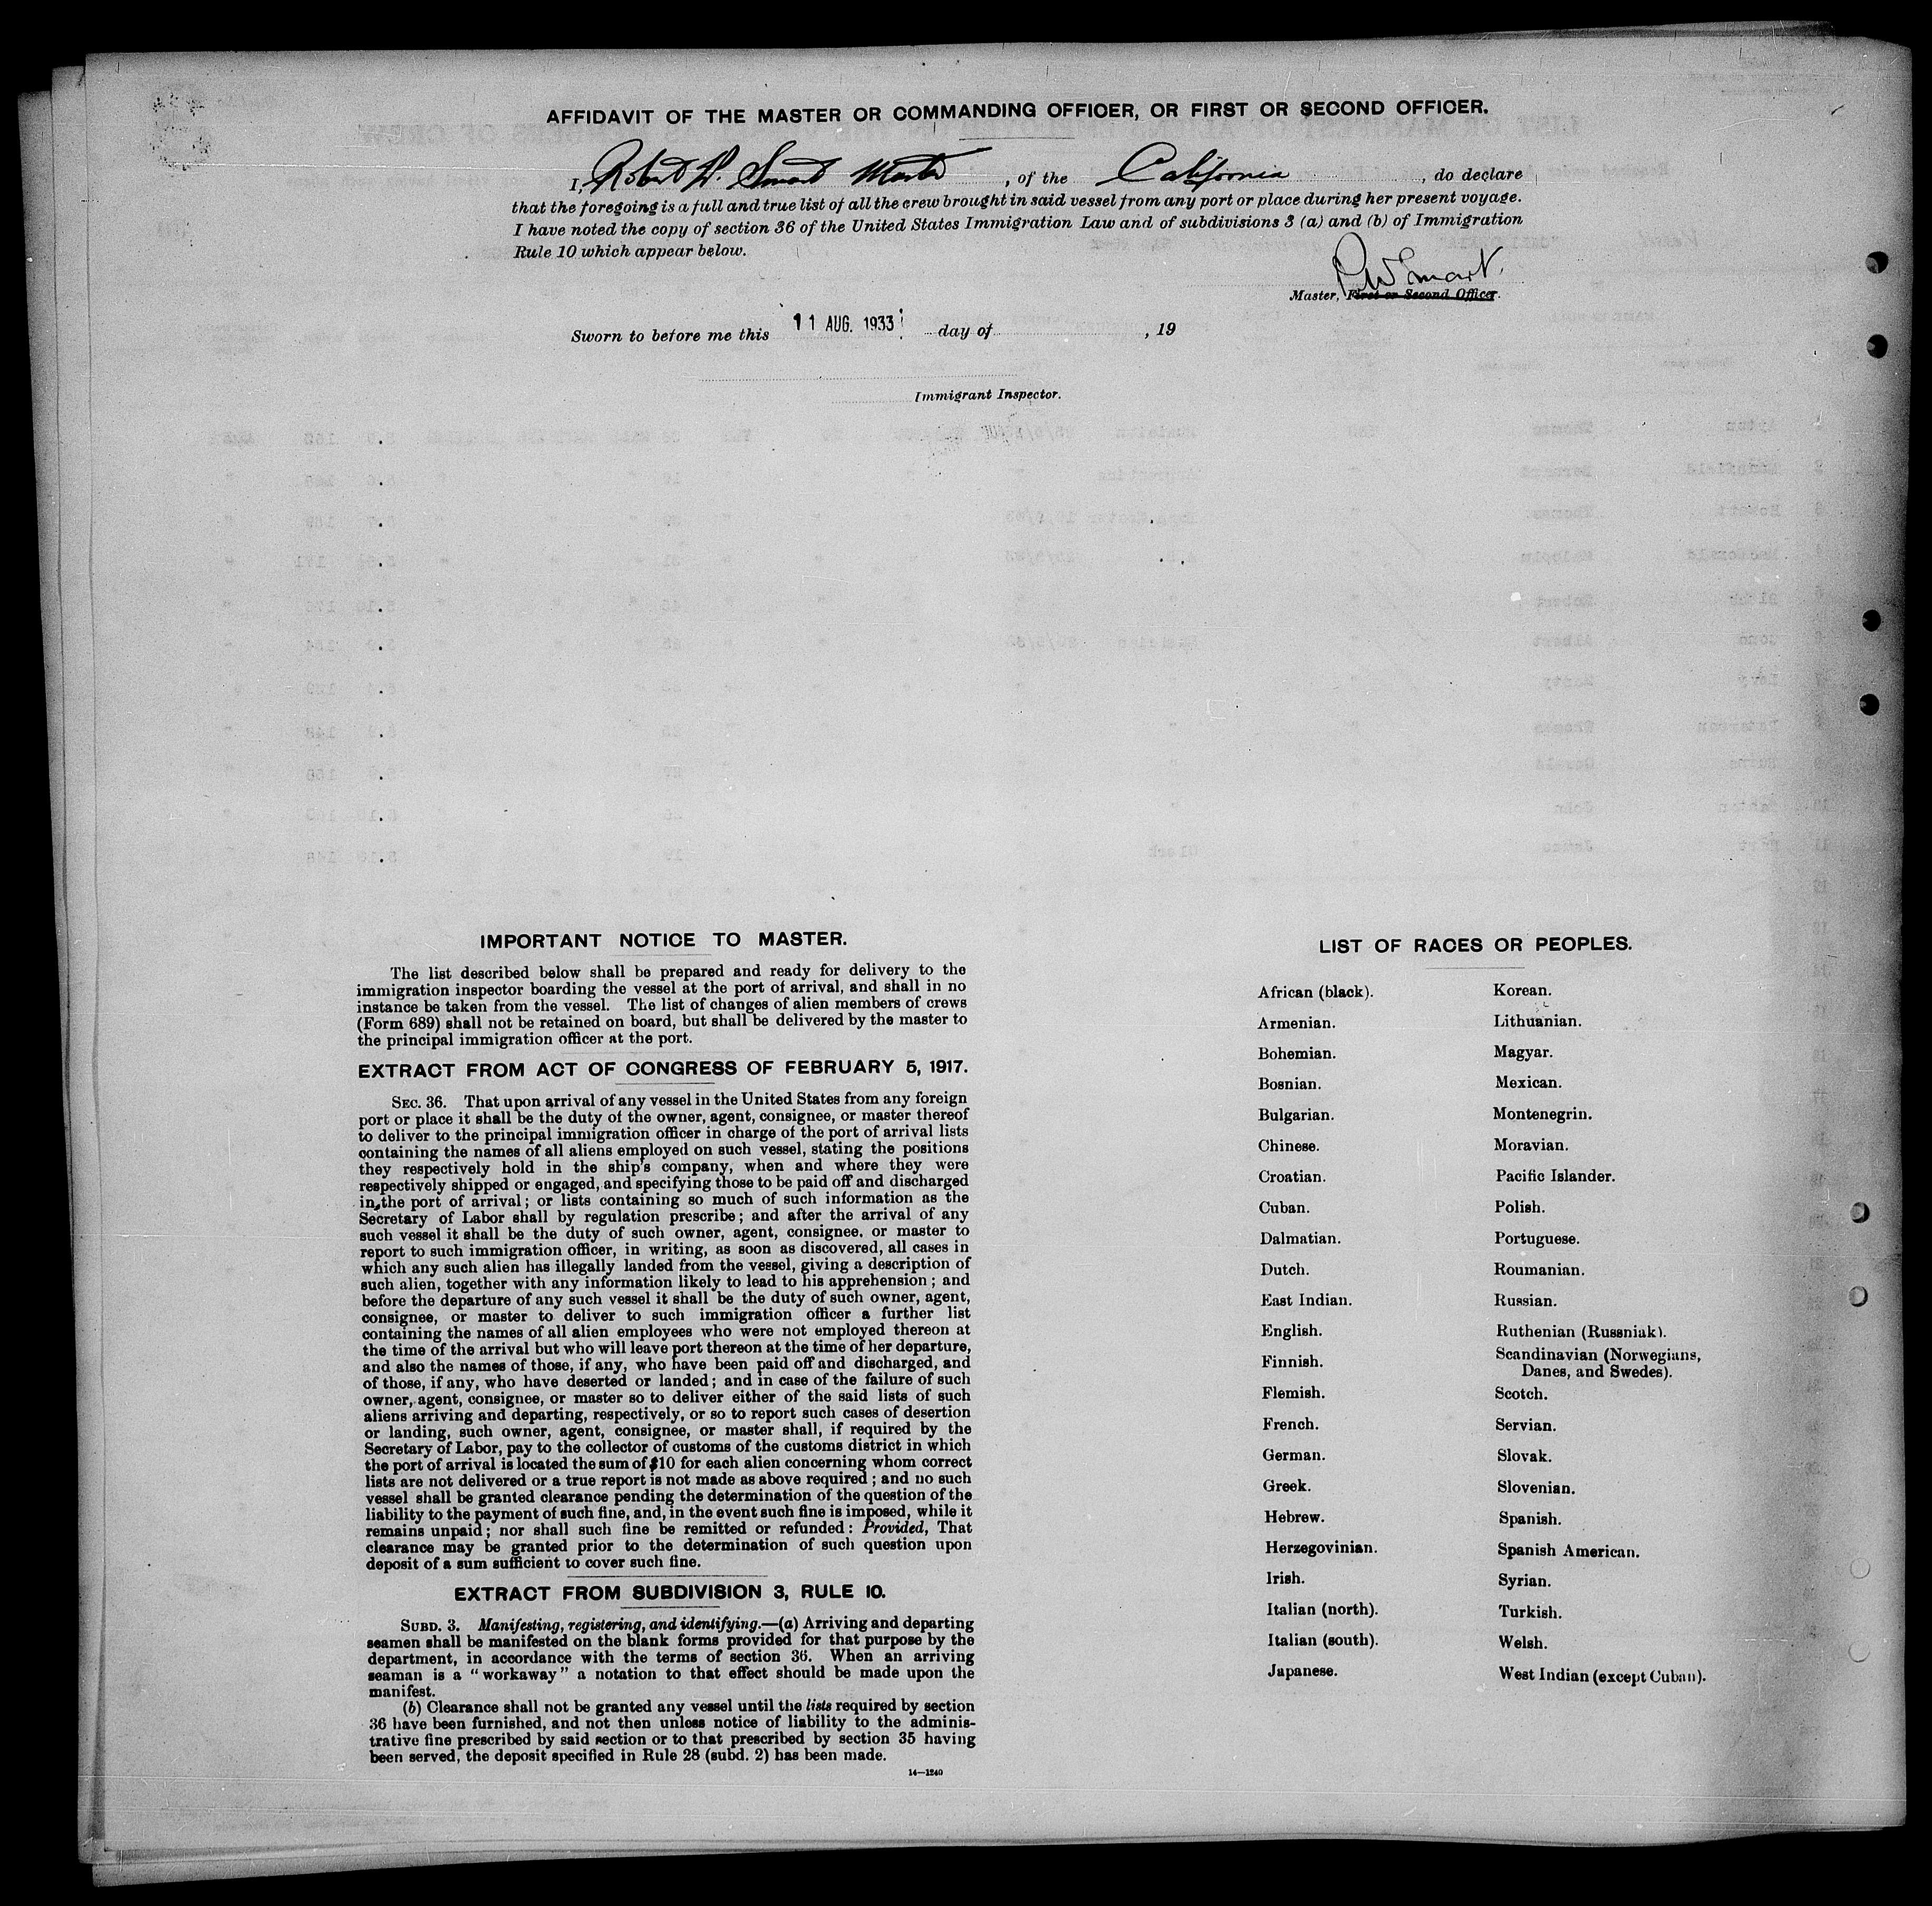 AFFIDAVIT OF THE MASTER OR COMMANDING OFFICER, OR FIRST OR SECOND OFFICER.
I, Robert W. Smart Master, of the California, do declare
that the foregoing is a full and true list of all the crew brought in said vessel from any port or place during her present voyage.
I have noted the copy of section 36 of the United States Immigration Law and of subdivisions 3 (a) and (b) of Immigration
Rule 10 which appear below.
RWSmart.
Master, First or Second Officer.
Sworn to before me this 11 AUG. 1933 day of , 19
Immigrant Inspector.
IMPORTANT NOTICE TO MASTER.
The list described below shall be prepared and ready for delivery to the
immigration inspector boarding the vessel at the port of arrival, and shall in no
instance be taken from the vessel. The list of changes of alien members of crews
(Form 689) shall not be retained on board, but shall be delivered by the master to
the principal immigration officer at the port.
EXTRACT FROM ACT OF CONGRESS OF FEBRUARY 5, 1917.
SEC. 36. That upon arrival of any vessel in the United States from any foreign
port or place it shall be the duty of the owner, agent, consignee, or master thereof
to deliver to the principal immigration officer in charge of the port of arrival lists
containing the names of all aliens employed on such vessel, stating the positions
they respectively hold in the ship's company, when and where they were
respectively shipped or engaged, and specifying those to be paid off and discharged
in the port of arrival; or lists containing so much of such information as the
Secretary of Labor shall by regulation prescribe; and after the arrival of any
such vessel it shall be the duty of such owner, agent, consignee, or master to
report to such immigration officer, in writing, as soon as discovered, all cases in
which any such alien has illegally landed from the vessel, giving a description of
such alien, together with any information likely to lead to his apprehension; and
before the departure of any such vessel it shall be the duty of such owner, agent,
consignee, or master to deliver to such immigration officer a further list
containing the names of all alien employees who were not employed thereon at
the time of the arrival but who will leave port thereon at the time of her departure,
and also the names of those, if any, who have been paid off and discharged, and
of those, if any, who have deserted or landed; and in case of the failure of such
owner, agent, consignee, or master so to deliver either of the said lists of such
aliens arriving and departing, respectively, or so to report such cases of desertion
or landing, such owner, agent, consignee, or master shall, if required by the
Secretary of Labor, pay to the collector of customs of the customs district in which
the port of arrival is located the sum of $10 for each alien concerning whom correct
lists are not delivered or a true report is not made as above required; and no such
vessel shall be granted clearance pending the determination of the question of the
liability to the payment of such fine, and, in the event such fine is imposed, while it
remains unpaid; nor shall such fine be remitted or refunded: Provided, That
clearance may be granted prior to the determination of such question upon
deposit of a sum sufficient to cover such fine.
EXTRACT FROM SUBDIVISION 3, RULE 10.
SUBD. 3. Manifesting, registering, and identifying.—(a) Arriving and departing
seamen shall be manifested on the blank forms provided for that purpose by the
department, in accordance with the terms of section 36. When an arriving
seaman is a "workaway" a notation to that effect should be made upon the
manifest.
(b) Clearance shall not be granted any vessel until the lists required by section
36 have been furnished, and not then unless notice of liability to the adminis-
trative fine prescribed by said section or to that prescribed by section 35 having
been served, the deposit specified in Rule 28 (subd. 2) has been made.
14—1240
LIST OF RACES OR PEOPLES.
African (black).
Armenian.
Bohemian.
Bosnian.
Bulgarian.
Chinese.
Croatian.
Cuban.
Dalmatian.
Dutch.
East Indian.
English.
Finnish.
Flemish.
French.
German.
Greek.
Hebrew.
Herzegovinian.
Irish.
Italian (north).
Italian (south).
Japanese.
Korean.
Lithuanian.
Magyar.
Mexican.
Montenegrin.
Moravian.
Pacific Islander.
Polish.
Portuguese.
Roumanian.
Russian.
Ruthenian (Russniak).
Scandinavian (Norwegians,
Danes, and Swedes).
Scotch.
Servian.
Slovak.
Slovenian.
Spanish.
Spanish American.
Syrian.
Turkish.
Welsh.
West Indian (except Cuban).